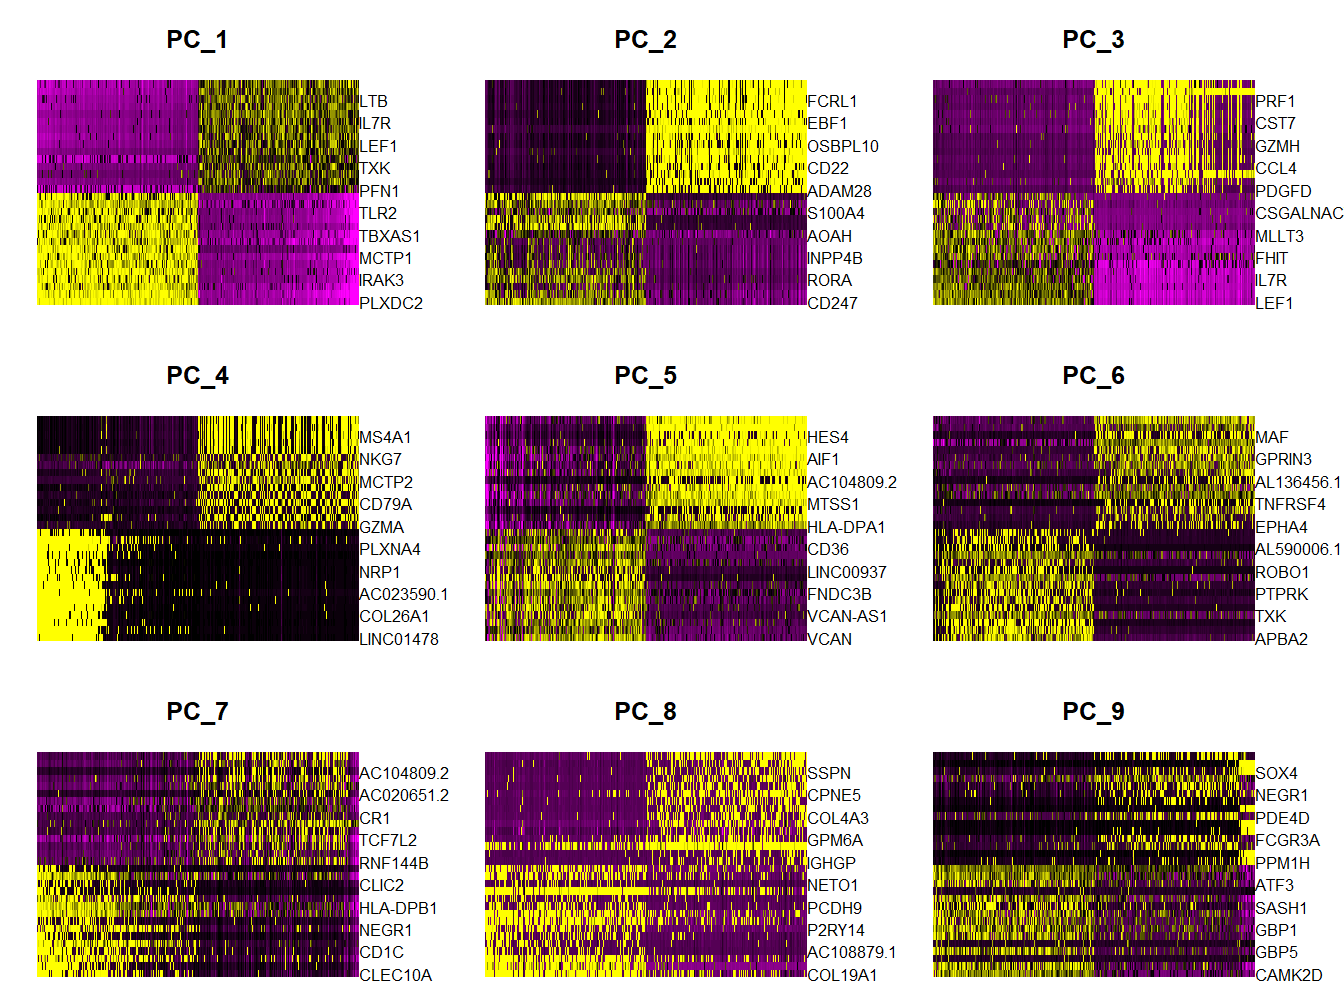 PC_1
LTB
IL7R
LEF1
TXK
PFN1
TLR2
TBXAS1
MCTP1
IRAK3
PLXDC2
PC_2
FCRL1
EBF1
OSBPL10
CD22
ADAM28
S100A4
AOAH
INPP4B
RORA
CD247
PC_3
PRF1
CST7
GZMH
CCL4
PDGFD
CSGALNAC
MLLT3
FHIT
IL7R
LEF1
PC_4
MS4A1
NKG7
MCTP2
CD79A
GZMA
PLXNA4
NRP1
AC023590.1
COL26A1
LINC01478
PC_5
HES4
AIF1
AC104809.2
MTSS1
HLA-DPA1
CD36
LINC00937
FNDC3B
VCAN-AS1
VCAN
PC_6
MAF
GPRIN3
AL136456.1
TNFRSF4
EPHA4
AL590006.1
ROBO1
PTPRK
TXK
APBA2
PC_7
AC104809.2
AC020651.2
CR1
TCF7L2
RNF144B
CLIC2
HLA-DPB1
NEGR1
CD1C
CLEC10A
PC_8
SSPN
CPNE5
COL4A3
GPM6A
IGHGP
NETO1
PCDH9
P2RY14
AC108879.1
COL19A1
PC_9
SOX4
NEGR1
PDE4D
FCGR3A
PPM1H
ATF3
SASH1
GBP1
GBP5
CAMK2D